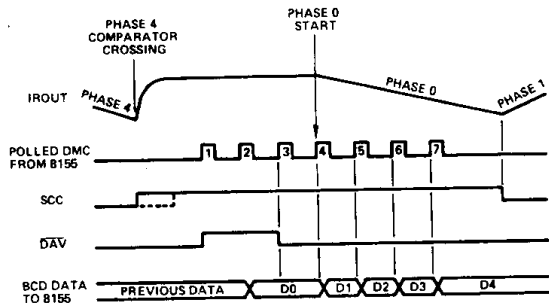 PHASE 4
COMPARATOR
CROSSING
PHASE 0
START
IROUT
PHASE 4
PHASE 0
PHASE 1
POLLED DMC
FROM 8155
1 2 3 4 5 6 7
SCC
DAV
BCD DATA
TO 8155
PREVIOUS DATA D0 D1 D2 D3 D4